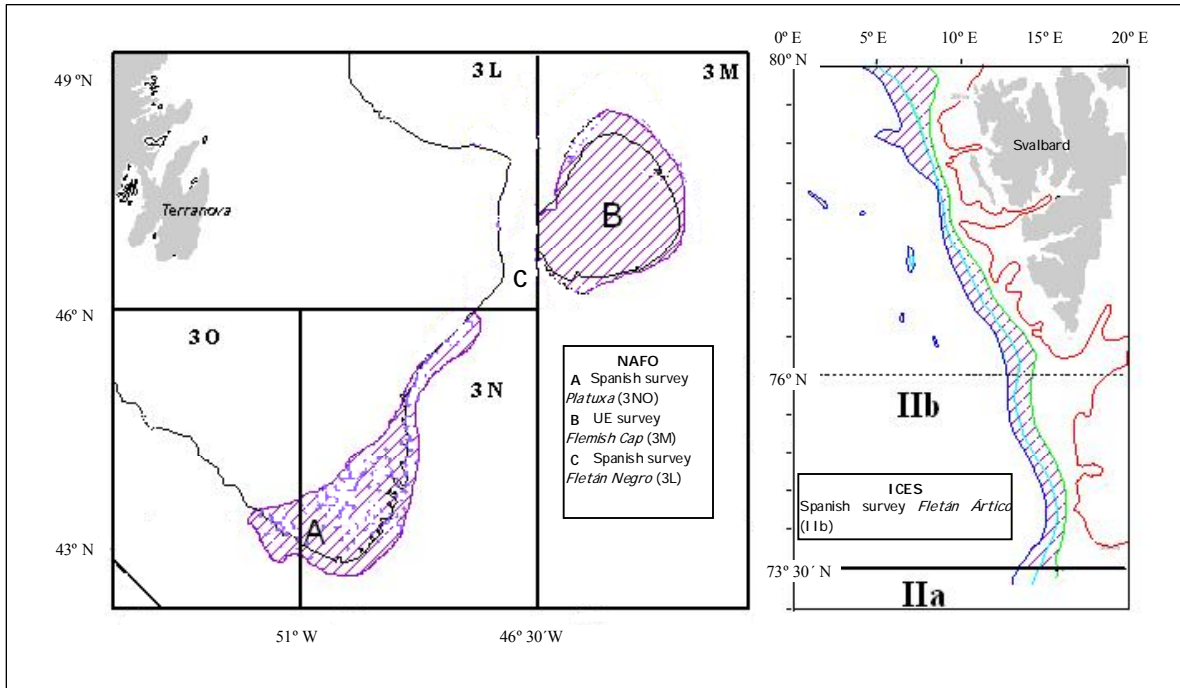 49º N
46º N
43º N
51º W
46º 30´W
3 L
3 M
3 O
3 N
Terranova
A
B
C
NAFO
A Spanish survey
Platuxa (3NO)
B UE survey
Flemish Cap (3M)
C Spanish survey
Fletán Negro (3L)
0º E 5º E 10º E 15º E 20º E
80º N
Svalbard
76º N
IIb
ICES
Spanish survey Fletán Ártico
(IIb)
73º 30´ N
IIa